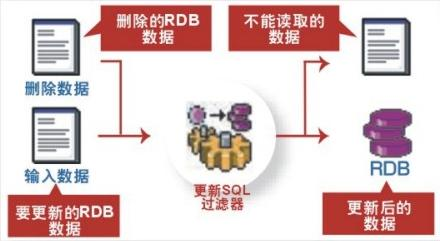 删除的RDB
数据
不能读取的
数据
删除数据
输入数据
更新SQL
过滤器
RDB
要更新的RDB
数据
更新后的
数据